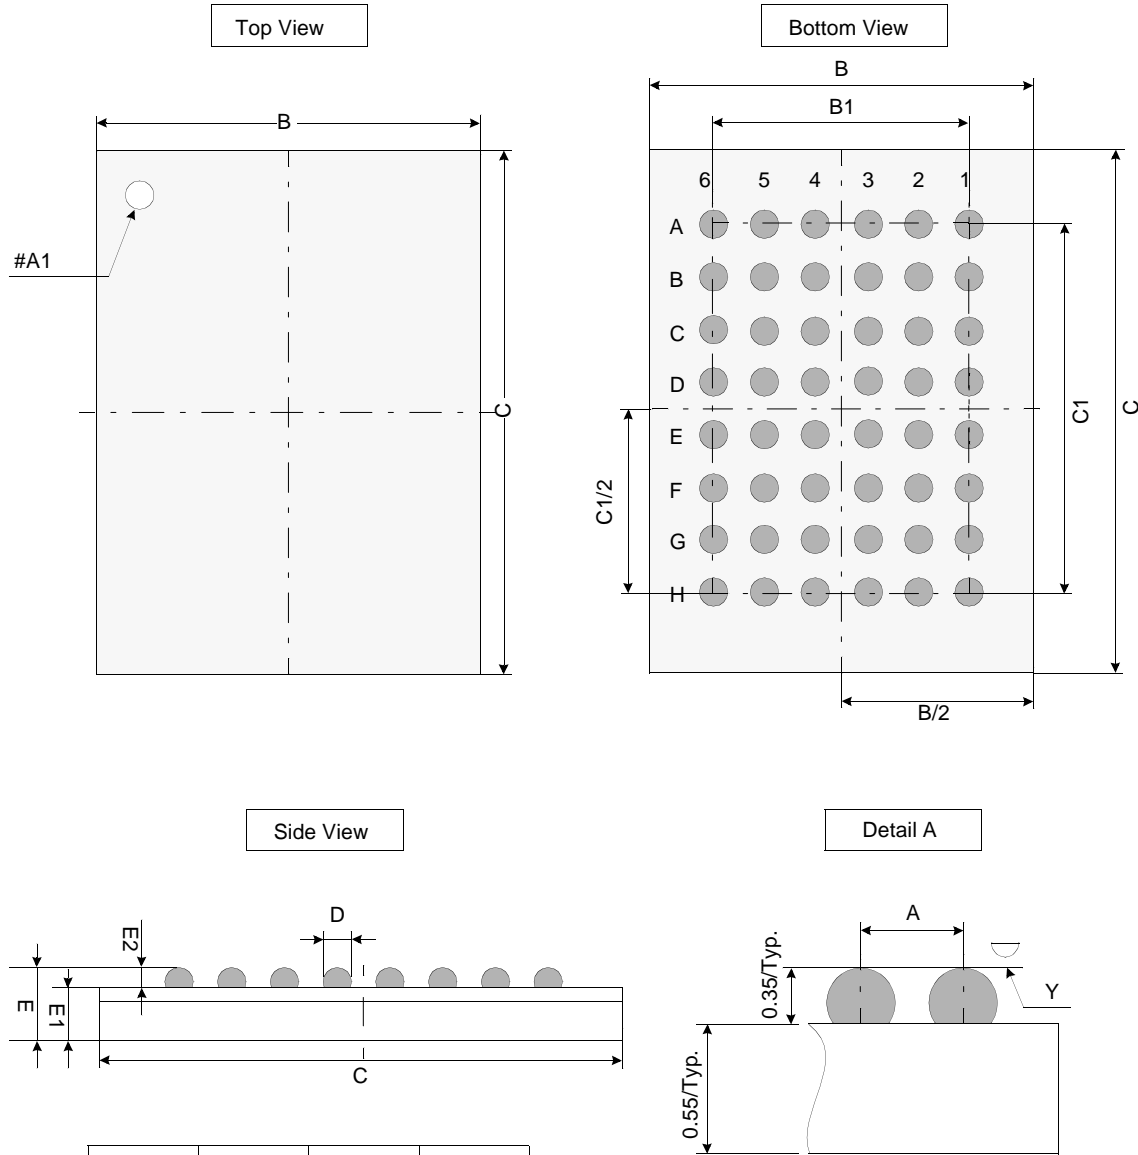 Top View
Bottom View
B
B
B1
6 5 4 3 2 1
#A1
A
B
C
D
E
F
G
H
C
C1/2
C1
C
B/2
Side View
Detail A
D
E2
E
E1
C
A
0.35/Typ.
Y
0.55/Typ.